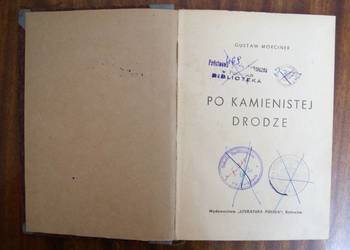 GUSTAW MORCINEK
BIBLIOTEKA
PO KAMIENISTEJ
DRODZE
Wydawnictwo „LITERATURA POLSKA", Katowice